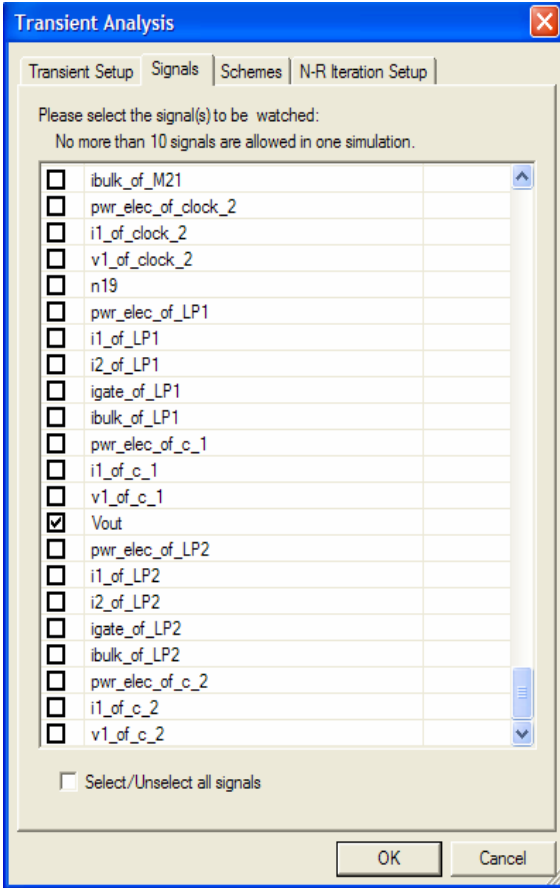 Transient Analysis
Transient Setup Signals Schemes N-R Iteration Setup
Please select the signal(s) to be watched:
No more than 10 signals are allowed in one simulation.
ibulk_of_M21
pwr_elec_of_clock_2
i1_of_clock_2
v1_of_clock_2
n19
pwr_elec_of_LP1
i1_of_LP1
i2_of_LP1
igate_of_LP1
ibulk_of_LP1
pwr_elec_of_c_1
i1_of_c_1
v1_of_c_1
Vout
pwr_elec_of_LP2
i1_of_LP2
i2_of_LP2
igate_of_LP2
ibulk_of_LP2
pwr_elec_of_c_2
i1_of_c_2
v1_of_c_2
Select/Unselect all signals
OK Cancel